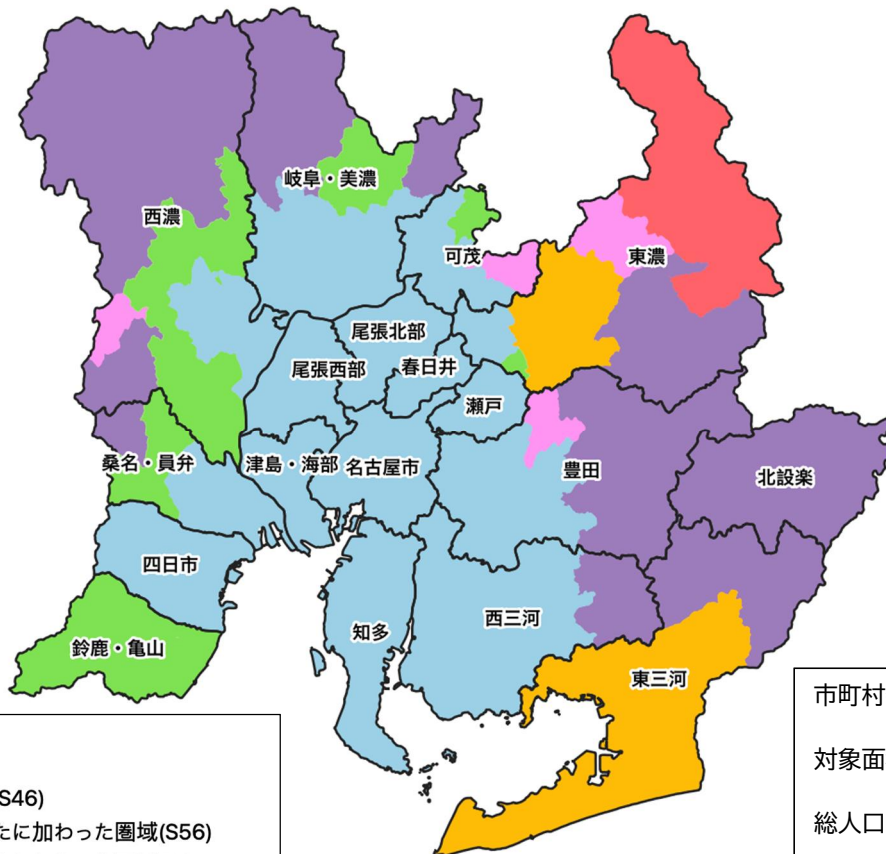 岐阜・美濃
西濃
東濃
可茂
尾張北部
尾張西部
春日井
瀬戸
桑名・員弁
津島・海部
名古屋市
豊田
北設楽
四日市
知多
西三河
鈴鹿・亀山
東三河
市町村
対象面
総人口
S46)
たに加わった圏域(S56)